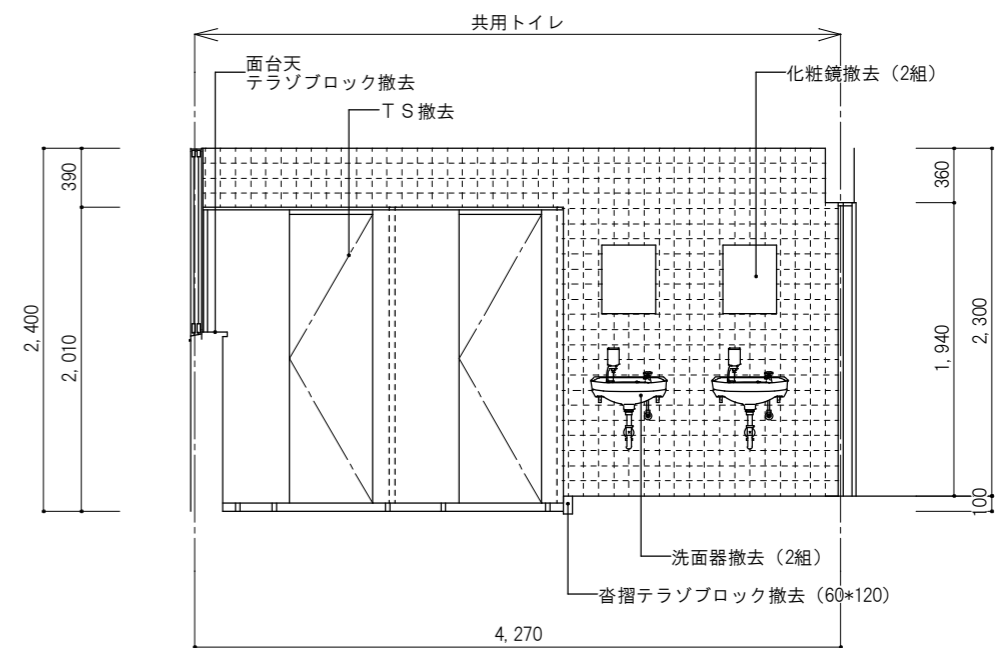 共用トイレ
面台天
テラゾブロック撤去
ＴＳ撤去
化粧鏡撤去（2組）
390
2,010
2,400
360
1,940
2,300
100
洗面器撤去（2組）
沓摺テラゾブロック撤去（60*120）
4,270